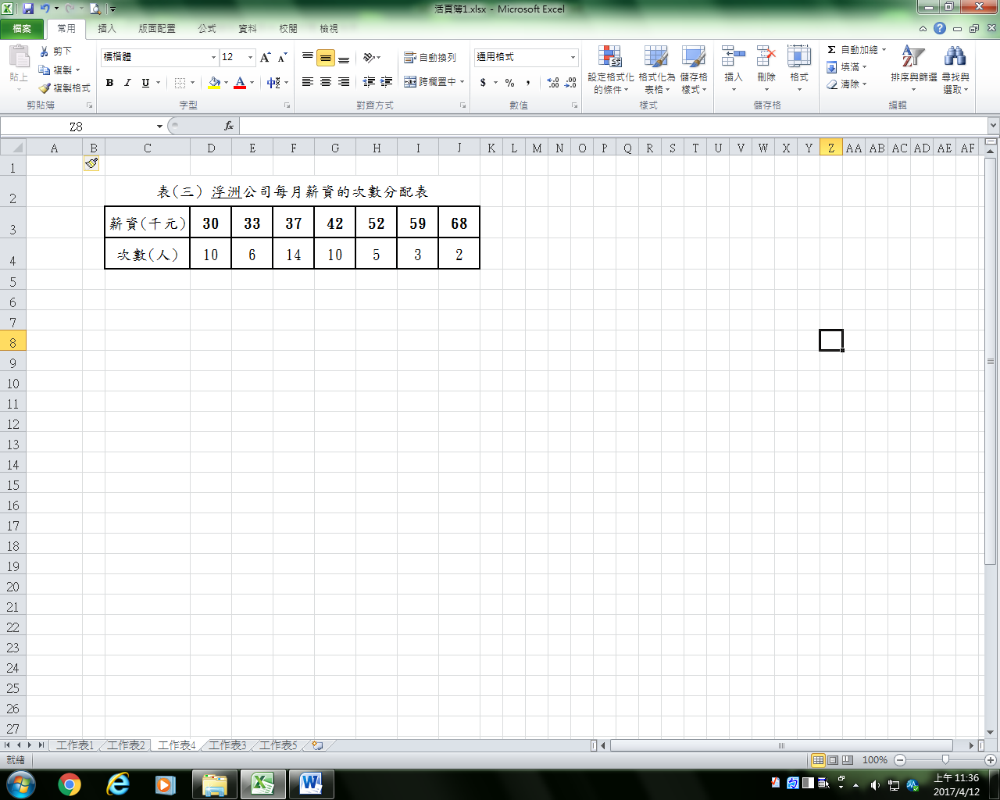 活頁簿1.xlsx - Microsoft Excel
檔案 常用 插入 版面配置 公式 資料 校閱 檢視
貼上 剪下 複製 複製格式 剪貼簿
標楷體 12 B I U 字型
自動換列 跨欄置中 對齊方式
通用格式 $ % , 數值
設定格式化的條件 格式化為表格 儲存格樣式 樣式
插入 刪除 格式 儲存格
Σ 自動加總 填滿 清除 排序與篩選 尋找與選取 編輯
Z8 fx
A B C D E F G H I J K L M N O P Q R S T U V W X Y Z AA AB AC AD AE AF
1
2 表(三) 浮洲公司每月薪資的次數分配表
3 薪資(千元) 30 33 37 42 52 59 68
4 次數(人) 10 6 14 10 5 3 2
5
6
7
8
9
10
11
12
13
14
15
16
17
18
19
20
21
22
23
24
25
26
27
工作表1 工作表2 工作表4 工作表3 工作表5
就緒 100%
上午 11:36
2017/4/12